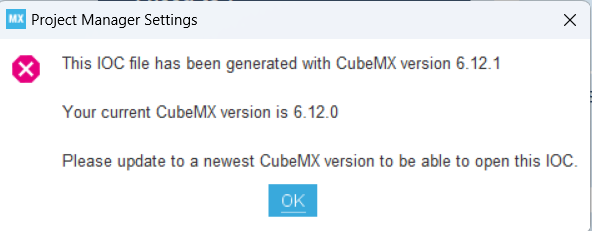 MX Project Manager Settings
This IOC file has been generated with CubeMX version 6.12.1
Your current CubeMX version is 6.12.0
Please update to a newest CubeMX version to be able to open this IOC.
OK